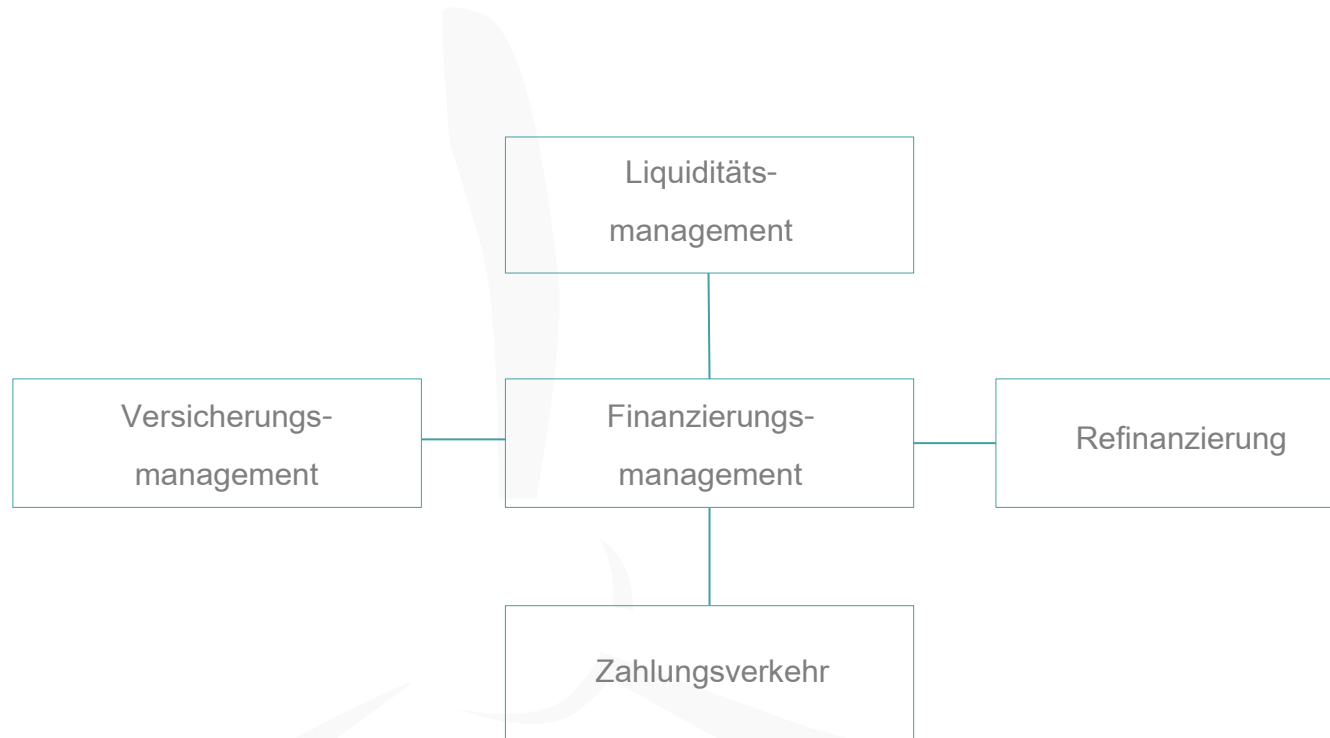 Liquiditäts-
management
Versicherungs-
management
Finanzierungs-
management
Refinanzierung
Zahlungsverkehr